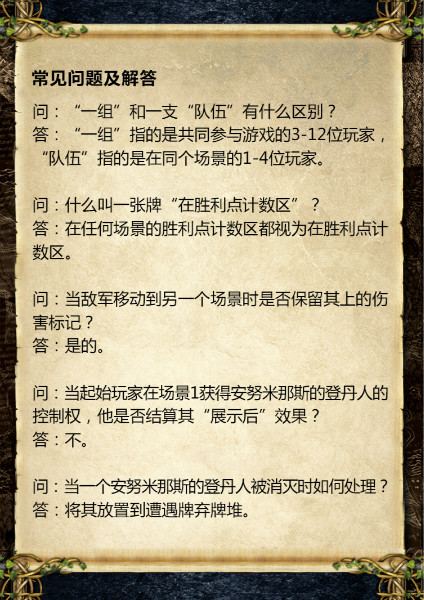 常见问题及解答
问：“一组”和一支“队伍”有什么区别？
答：“一组”指的是共同参与游戏的3-12位玩家，
“队伍”指的是在同个场景的1-4位玩家。
问：什么叫一张牌“在胜利点计数区”？
答：在任何场景的胜利点计数区都视为在胜利点计
数区。
问：当敌军移动到另一个场景时是否保留其上的伤
害标记？
答：是的。
问：当起始玩家在场景1获得安努米那斯的登丹人的
控制权，他是否结算其“展示后”效果？
答：不。
问：当一个安努米那斯的登丹人被消灭时如何处理？
答：将其放置到遭遇牌弃牌堆。